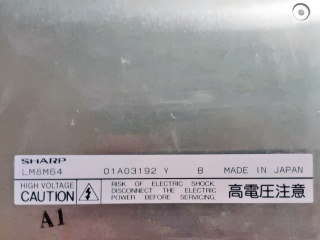 SHARP
LM8M64 01A03192 Y B MADE IN JAPAN
HIGH VOLTAGE
CAUTION
RISK OF ELECTRIC SHOCK.
DISCONNECT THE ELECTRIC
POWER BEFORE SERVICING.
高電圧注意
A1